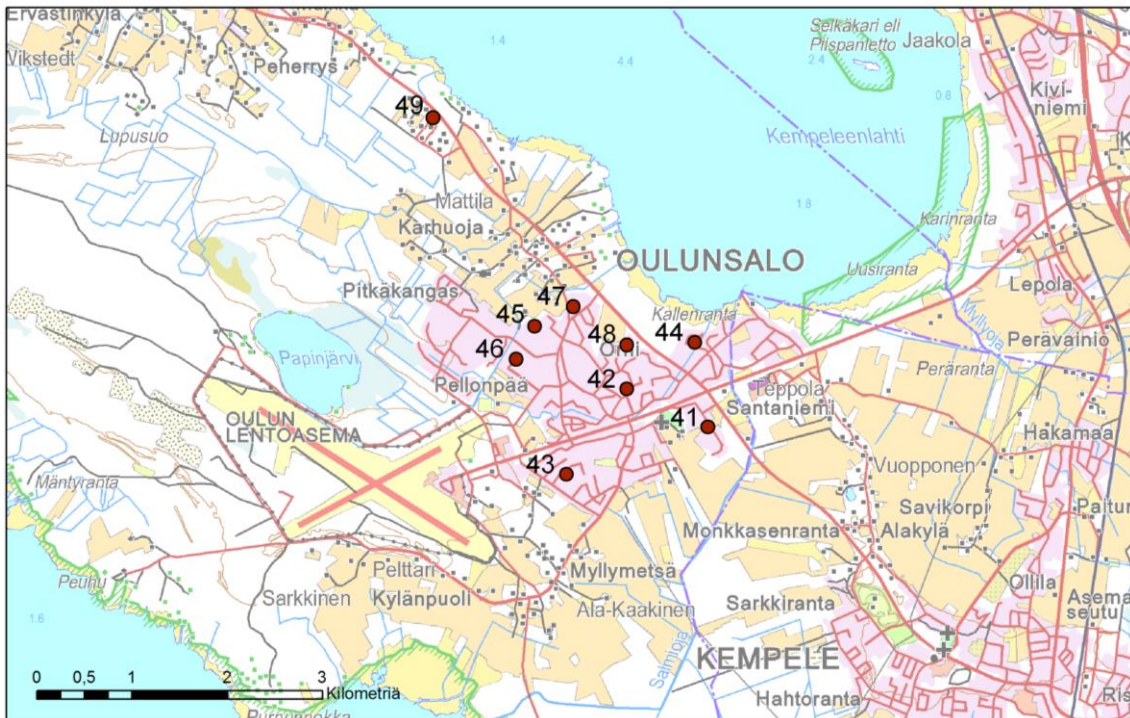 Ervastinkylä
Wikstedt
Peherrys
1.4
4.4
Selkäkari eli
Piispanletto
2.4
Jaakola
0.8
Kivi-
niemi
Lupusuo
49
Kempeleenlahti
Mattila
Karhuoja
1.8
Karinranta
OULUNSALO
Uusiranta
Pitkäkangas
Lepola
47
Kallenranta
45
48
44
Myllyoja
Perävainio
46
Papinjärvi
Peräranta
Pellonpää
42
Teppola
Santaniemi
OULUN
LENTOASEMA
41
Hakamaa
43
Vuopponen
Mäntyranta
Savikorpi
Monkkasenranta
Alakylä
Peuhu
Pelttari
Myllymetsä
Ollila
Sarkkinen
Kylänpuoli
Ala-Kaakinen
Sarkkiranta
Asema-
seutu
1.6
Salmioja
KEMPELE
0 0,5 1 2 3
Kilometriä
Hahtoranta